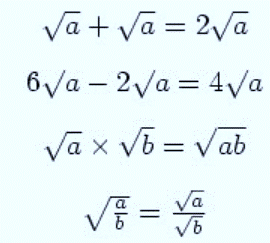 √a + √a = 2√a
6√a − 2√a = 4√a
√a × √b = √ab
√a/b = √a/√b